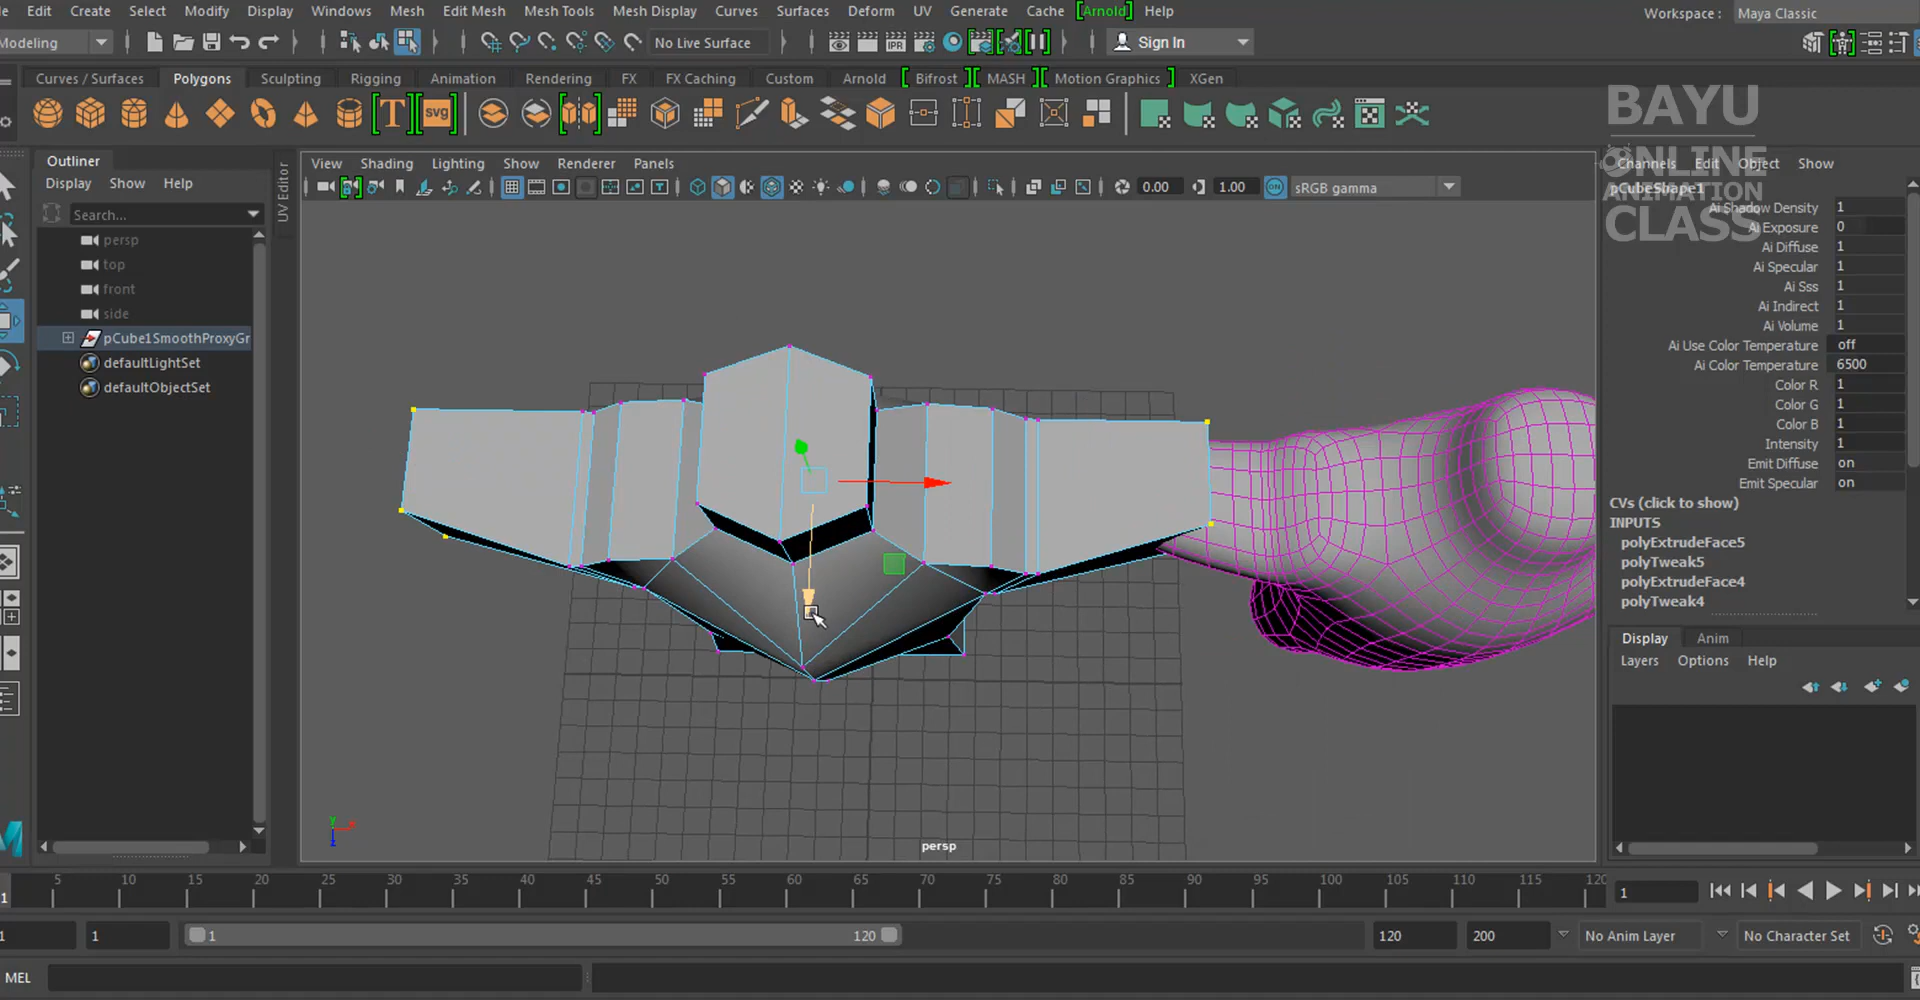 Edit Create Select Modify Display Windows Mesh Edit Mesh Mesh Tools Mesh Display Curves Surfaces Deform UV Generate Cache [Arnold] Help
Workspace : Maya Classic
Modeling No Live Surface IPR Sign In
Curves / Surfaces Polygons Sculpting Rigging Animation Rendering FX FX Caching Custom Arnold Bifrost MASH Motion Graphics XGen
T svg
BAYU
ONLINE
ANIMATION
CLASS
Outliner
Display Show Help
Search...
persp
top
front
side
pCube1SmoothProxyGr
defaultLightSet
defaultObjectSet
UV Editor
View Shading Lighting Show Renderer Panels
0.00 1.00 ON sRGB gamma
persp
y
z
Channels Edit Object Show
pCubeShape1
Ai Shadow Density 1
Ai Exposure 0
Ai Diffuse 1
Ai Specular 1
Ai Sss 1
Ai Indirect 1
Ai Volume 1
Ai Use Color Temperature off
Ai Color Temperature 6500
Color R 1
Color G 1
Color B 1
Intensity 1
Emit Diffuse on
Emit Specular on
CVs (click to show)
INPUTS
polyExtrudeFace5
polyTweak5
polyExtrudeFace4
polyTweak4
Display Anim
Layers Options Help
1 5 10 15 20 25 30 35 40 45 50 55 60 65 70 75 80 85 90 95 100 105 110 115 120
1
1 1 1 120 120 200 No Anim Layer No Character Set
MEL